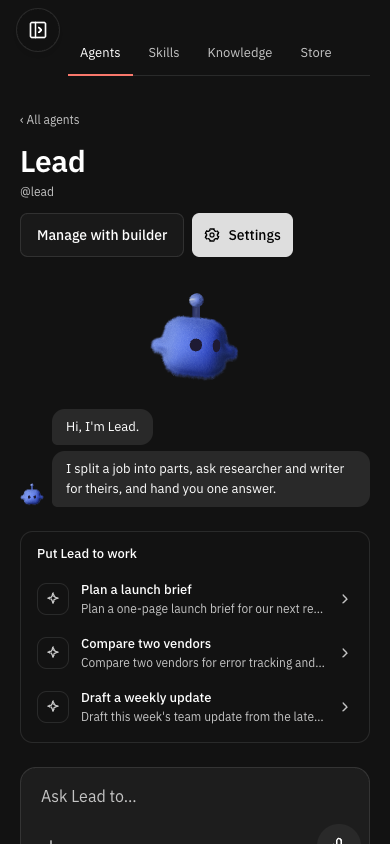 Agents Skills Knowledge Store
‹ All agents
Lead
@lead
Manage with builder Settings
Hi, I'm Lead.
I split a job into parts, ask researcher and writer
for theirs, and hand you one answer.
Put Lead to work
Plan a launch brief
Plan a one-page launch brief for our next re...
Compare two vendors
Compare two vendors for error tracking and...
Draft a weekly update
Draft this week's team update from the late...
Ask Lead to...